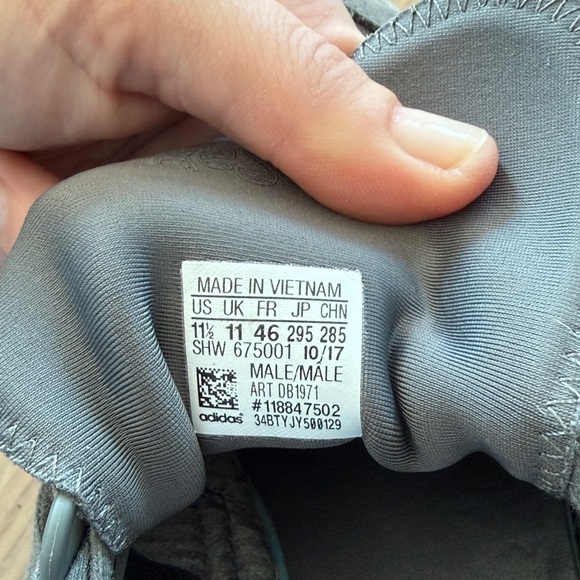 MADE IN VIETNAM
US UK FR JP CHN
11½ 11 46 295 285
SHW 675001 10/17
MALE/MÂLE
ART DB1971
#118847502
adidas 34BTYJY500129